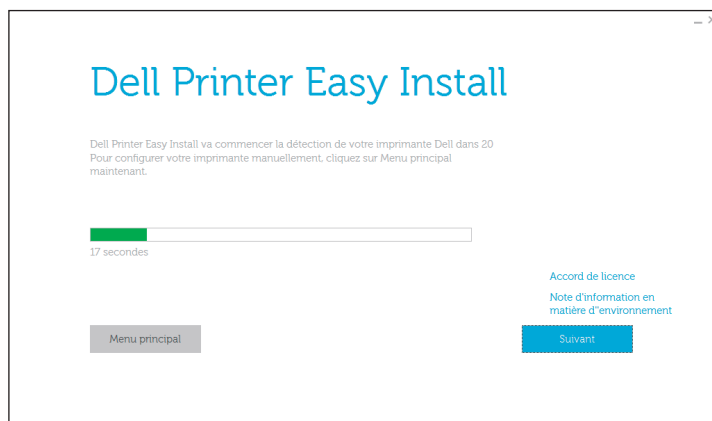 Dell Printer Easy Install
Dell Printer Easy Install va commencer la détection de votre imprimante Dell dans 20
Pour configurer votre imprimante manuellement, cliquez sur Menu principal
maintenant.
17 secondes
Accord de licence
Note d'information en
matière d''environnement
Menu principal
Suivant